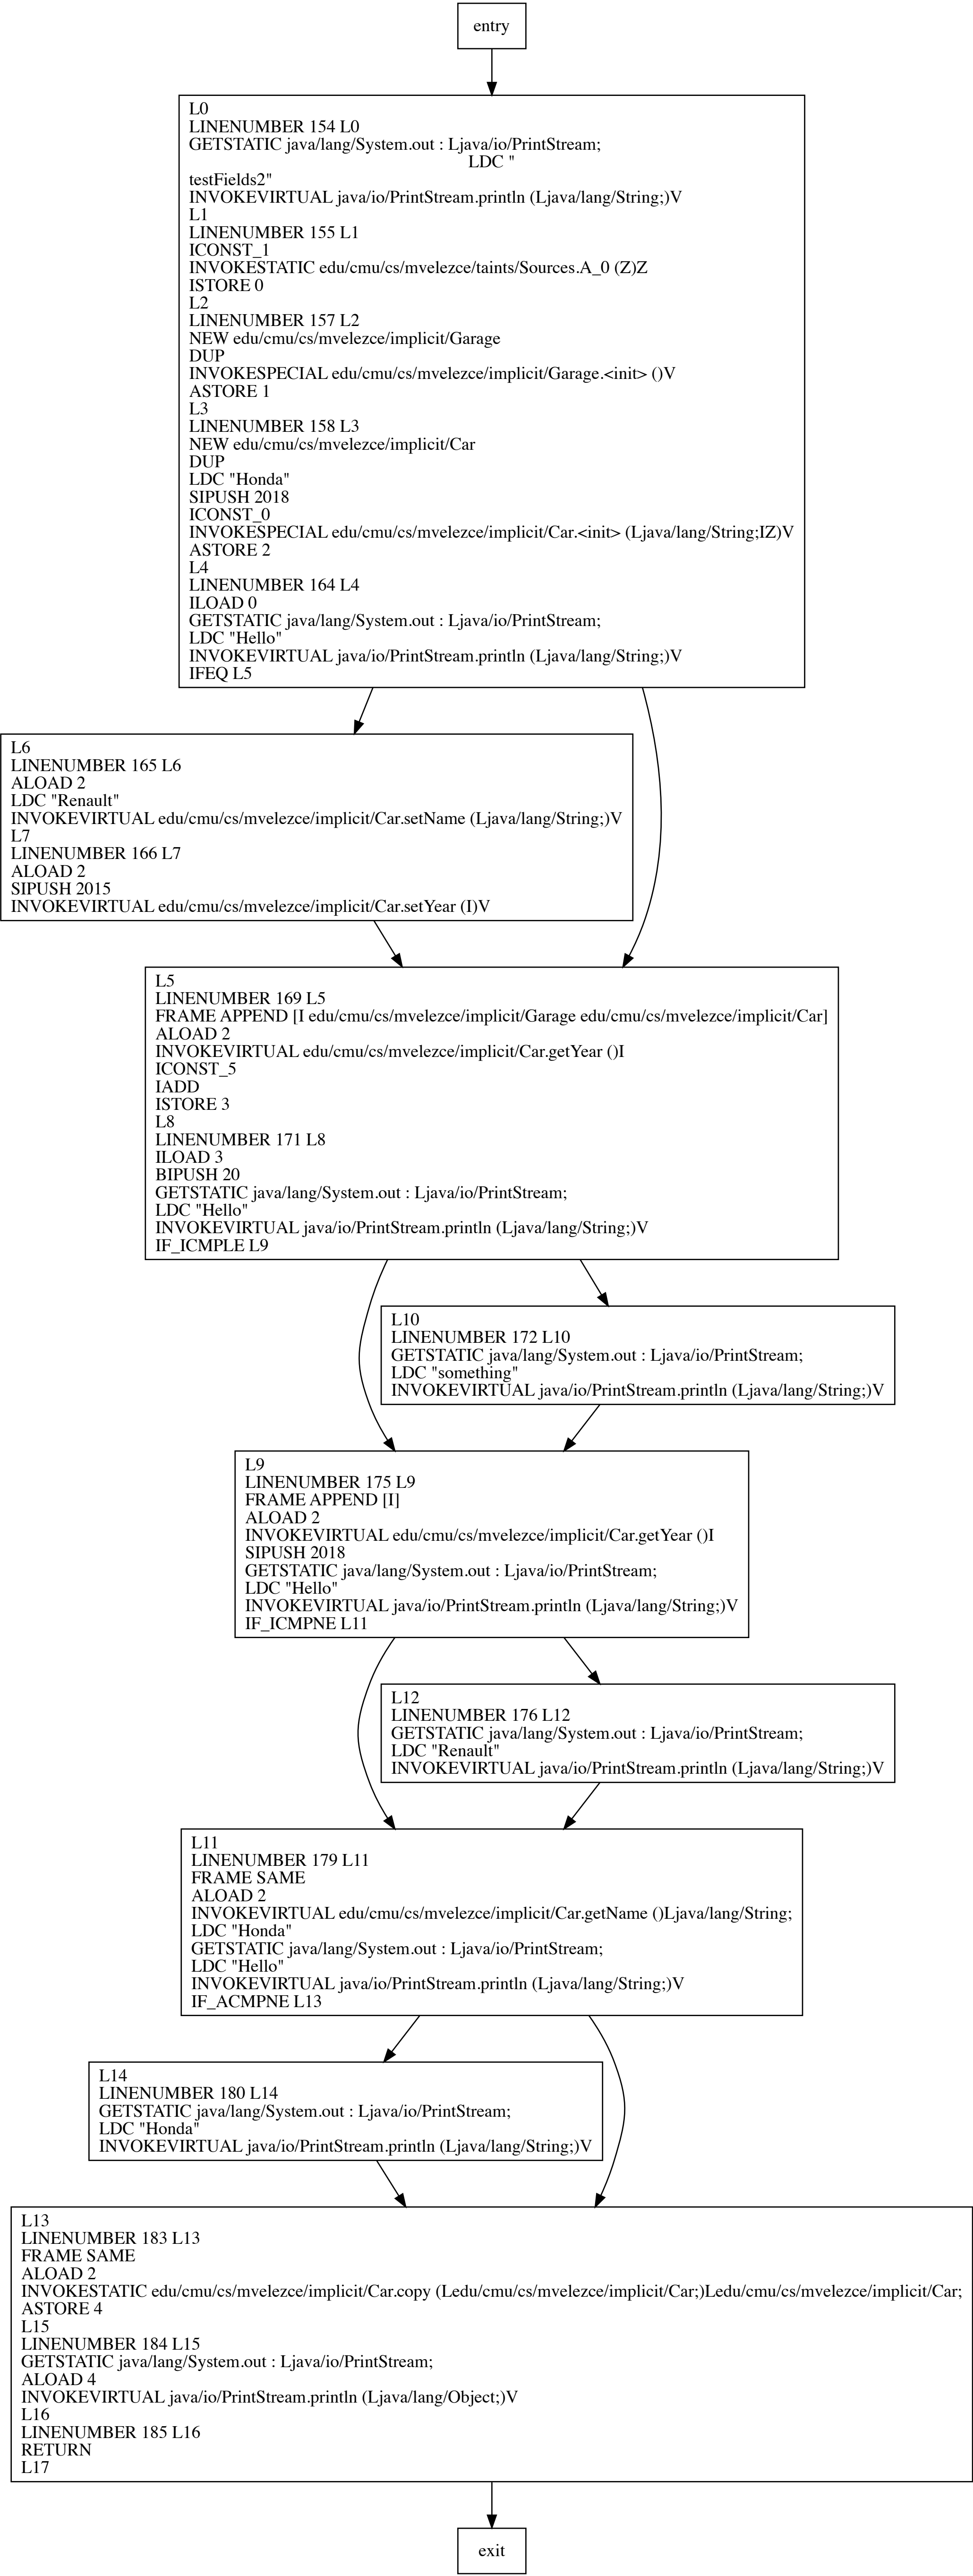 entry
L0
LINENUMBER 154 L0
GETSTATIC java/lang/System.out : Ljava/io/PrintStream;
LDC "
testFields2"
INVOKEVIRTUAL java/io/PrintStream.println (Ljava/lang/String;)V
L1
LINENUMBER 155 L1
ICONST_1
INVOKESTATIC edu/cmu/cs/mvelezce/taints/Sources.A_0 (Z)Z
ISTORE 0
L2
LINENUMBER 157 L2
NEW edu/cmu/cs/mvelezce/implicit/Garage
DUP
INVOKESPECIAL edu/cmu/cs/mvelezce/implicit/Garage.<init> ()V
ASTORE 1
L3
LINENUMBER 158 L3
NEW edu/cmu/cs/mvelezce/implicit/Car
DUP
LDC "Honda"
SIPUSH 2018
ICONST_0
INVOKESPECIAL edu/cmu/cs/mvelezce/implicit/Car.<init> (Ljava/lang/String;IZ)V
ASTORE 2
L4
LINENUMBER 164 L4
ILOAD 0
GETSTATIC java/lang/System.out : Ljava/io/PrintStream;
LDC "Hello"
INVOKEVIRTUAL java/io/PrintStream.println (Ljava/lang/String;)V
IFEQ L5
L6
LINENUMBER 165 L6
ALOAD 2
LDC "Renault"
INVOKEVIRTUAL edu/cmu/cs/mvelezce/implicit/Car.setName (Ljava/lang/String;)V
L7
LINENUMBER 166 L7
ALOAD 2
SIPUSH 2015
INVOKEVIRTUAL edu/cmu/cs/mvelezce/implicit/Car.setYear (I)V
L5
LINENUMBER 169 L5
FRAME APPEND [I edu/cmu/cs/mvelezce/implicit/Garage edu/cmu/cs/mvelezce/implicit/Car]
ALOAD 2
INVOKEVIRTUAL edu/cmu/cs/mvelezce/implicit/Car.getYear ()I
ICONST_5
IADD
ISTORE 3
L8
LINENUMBER 171 L8
ILOAD 3
BIPUSH 20
GETSTATIC java/lang/System.out : Ljava/io/PrintStream;
LDC "Hello"
INVOKEVIRTUAL java/io/PrintStream.println (Ljava/lang/String;)V
IF_ICMPLE L9
L10
LINENUMBER 172 L10
GETSTATIC java/lang/System.out : Ljava/io/PrintStream;
LDC "something"
INVOKEVIRTUAL java/io/PrintStream.println (Ljava/lang/String;)V
L9
LINENUMBER 175 L9
FRAME APPEND [I]
ALOAD 2
INVOKEVIRTUAL edu/cmu/cs/mvelezce/implicit/Car.getYear ()I
SIPUSH 2018
GETSTATIC java/lang/System.out : Ljava/io/PrintStream;
LDC "Hello"
INVOKEVIRTUAL java/io/PrintStream.println (Ljava/lang/String;)V
IF_ICMPNE L11
L12
LINENUMBER 176 L12
GETSTATIC java/lang/System.out : Ljava/io/PrintStream;
LDC "Renault"
INVOKEVIRTUAL java/io/PrintStream.println (Ljava/lang/String;)V
L11
LINENUMBER 179 L11
FRAME SAME
ALOAD 2
INVOKEVIRTUAL edu/cmu/cs/mvelezce/implicit/Car.getName ()Ljava/lang/String;
LDC "Honda"
GETSTATIC java/lang/System.out : Ljava/io/PrintStream;
LDC "Hello"
INVOKEVIRTUAL java/io/PrintStream.println (Ljava/lang/String;)V
IF_ACMPNE L13
L14
LINENUMBER 180 L14
GETSTATIC java/lang/System.out : Ljava/io/PrintStream;
LDC "Honda"
INVOKEVIRTUAL java/io/PrintStream.println (Ljava/lang/String;)V
L13
LINENUMBER 183 L13
FRAME SAME
ALOAD 2
INVOKESTATIC edu/cmu/cs/mvelezce/implicit/Car.copy (Ledu/cmu/cs/mvelezce/implicit/Car;)Ledu/cmu/cs/mvelezce/implicit/Car;
ASTORE 4
L15
LINENUMBER 184 L15
GETSTATIC java/lang/System.out : Ljava/io/PrintStream;
ALOAD 4
INVOKEVIRTUAL java/io/PrintStream.println (Ljava/lang/Object;)V
L16
LINENUMBER 185 L16
RETURN
L17
exit